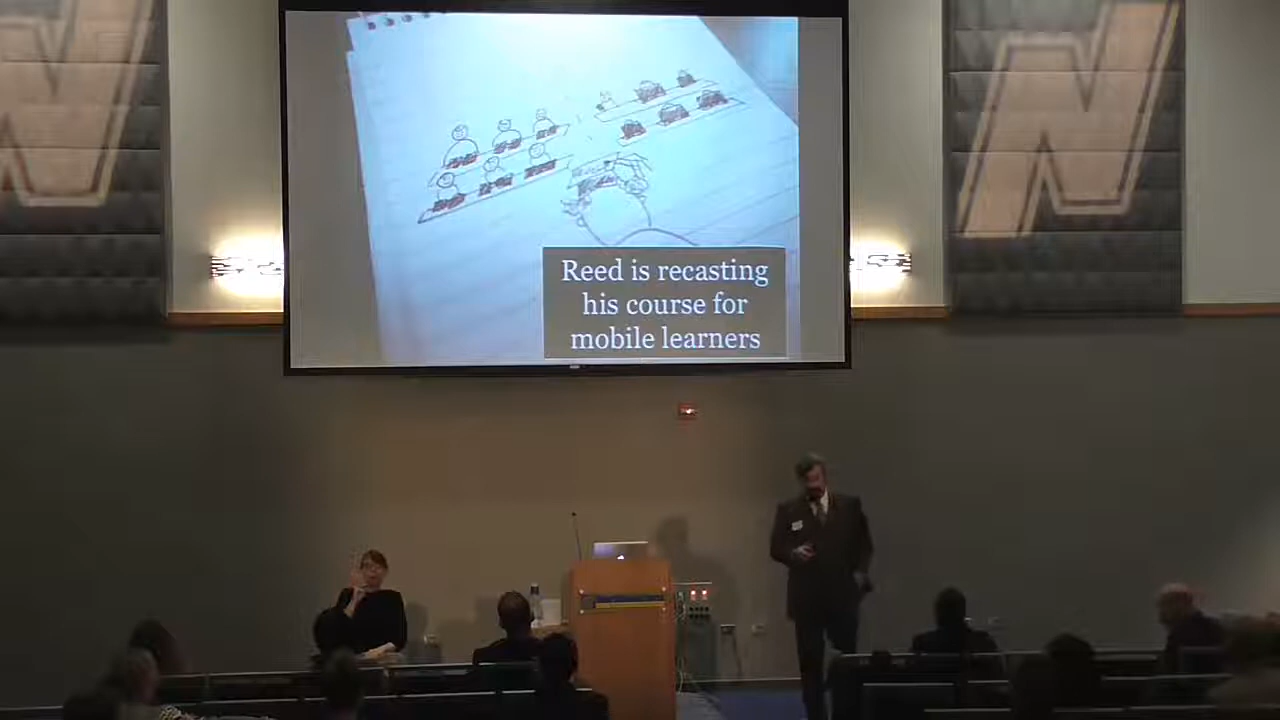 N
N
Reed is recasting
his course for
mobile learners